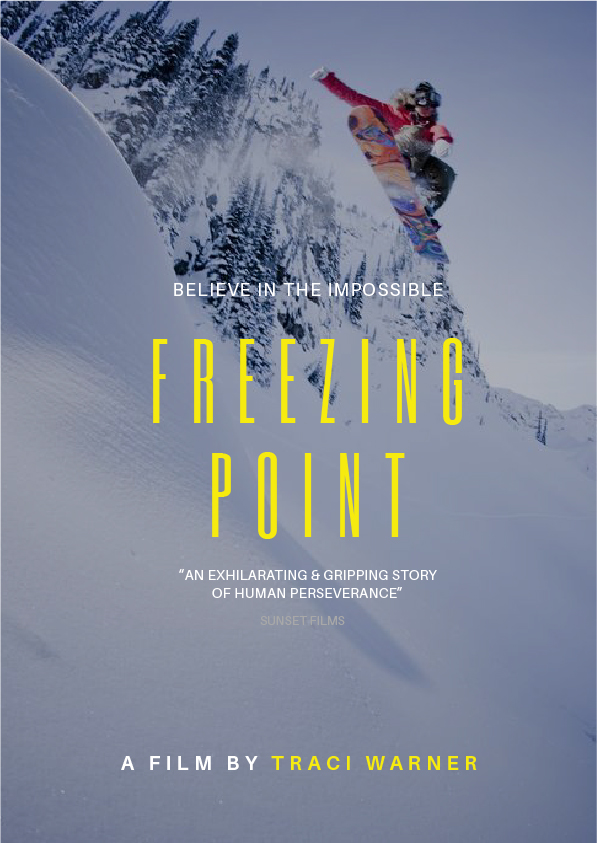 BELIEVE IN THE IMPOSSIBLE
FREEZING
POINT
“AN EXHILARATING & GRIPPING STORY
OF HUMAN PERSEVERANCE”
SUNSET FILMS
A FILM BY TRACI WARNER